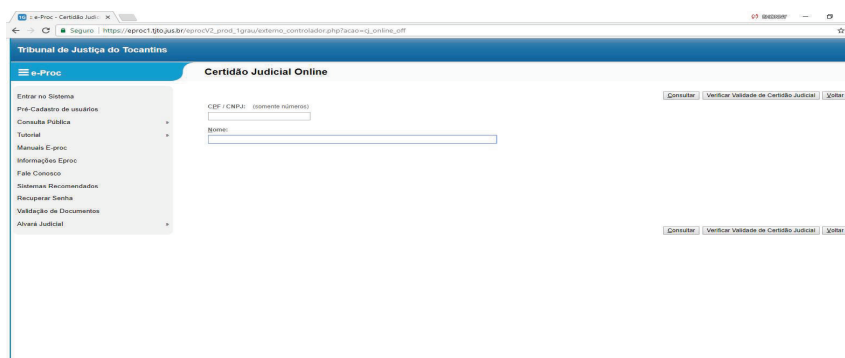 : e-Proc - Certidão Judi
Seguro | https://eproc1.tjto.jus.br/eprocV2_prod_1grau/externo_controlador.php?acao=cj_online_off
Tribunal de Justiça do Tocantins
e-Proc
Certidão Judicial Online
Consultar Verificar Validade de Certidão Judicial Voltar
Entrar no Sistema
Pré-Cadastro de usuários
Consulta Pública
Tutorial
Manuais E-proc
Informações Eproc
Fale Conosco
Sistemas Recomendados
Recuperar Senha
Validação de Documentos
Alvará Judicial
CPF / CNPJ: (somente números)
Nome:
Consultar Verificar Validade de Certidão Judicial Voltar